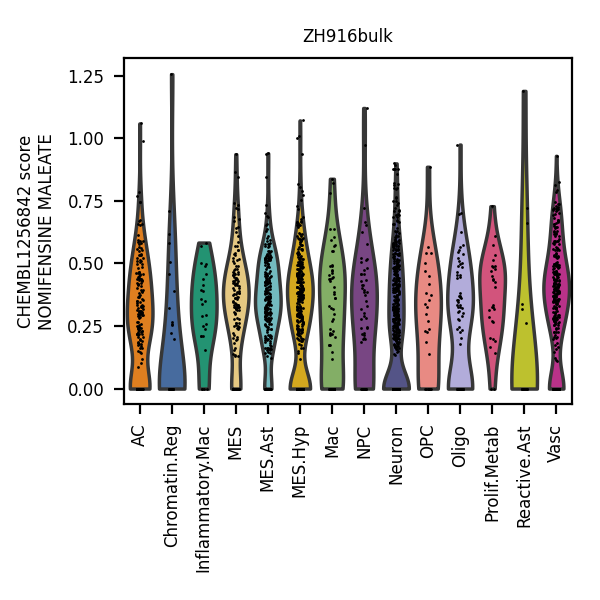 ZH916bulk
CHEMBL1256842 score
NOMIFENSINE MALEATE
1.25
1.00
0.75
0.50
0.25
0.00
AC
Chromatin.Reg
Inflammatory.Mac
MES
MES.Ast
MES.Hyp
Mac
NPC
Neuron
OPC
Oligo
Prolif.Metab
Reactive.Ast
Vasc